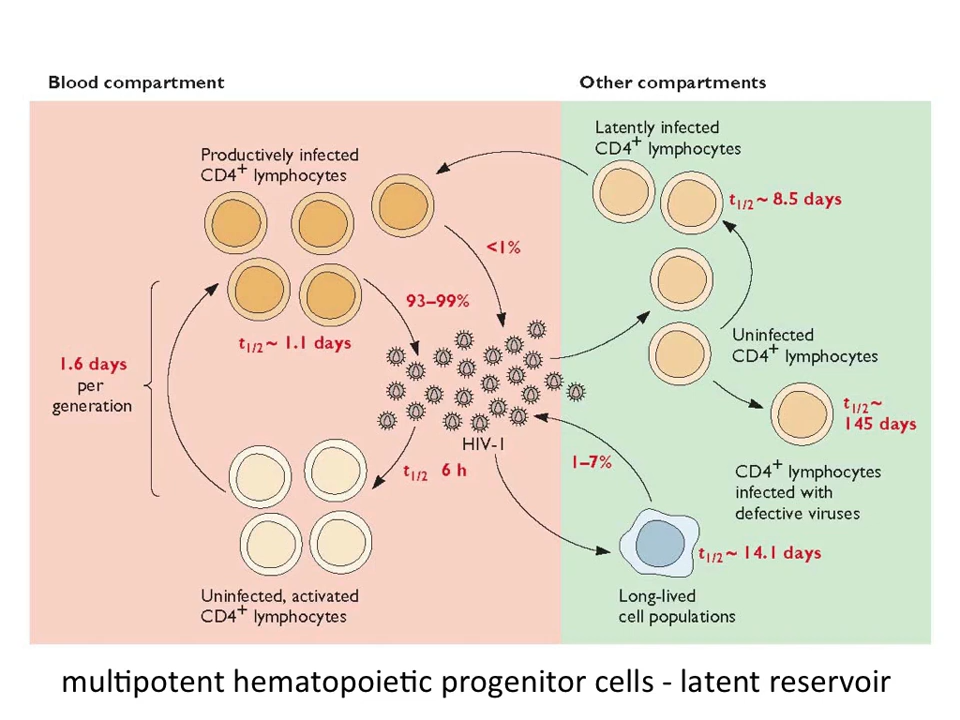 Blood compartment
Other compartments
Productively infected
CD4+ lymphocytes
Latently infected
CD4+ lymphocytes
t1/2 ~ 8.5 days
<1%
93–99%
t1/2 ~ 1.1 days
1.6 days
per
generation
Uninfected
CD4+ lymphocytes
t1/2 ~
145 days
HIV-1
t1/2 6 h
1–7%
CD4+ lymphocytes
infected with
defective viruses
t1/2 ~ 14.1 days
Uninfected, activated
CD4+ lymphocytes
Long-lived
cell populations
multipotent hematopoietic progenitor cells - latent reservoir